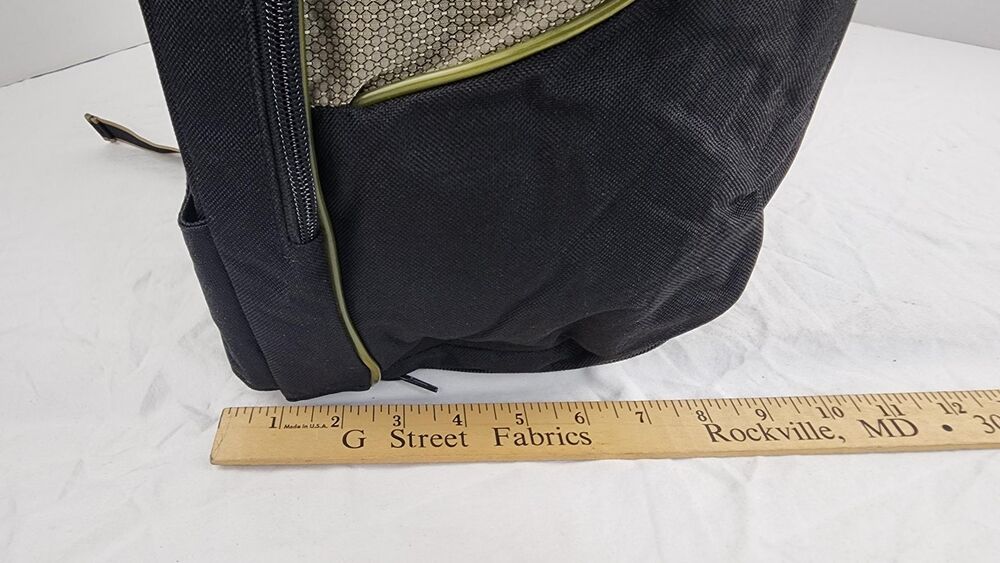 1 Made in U.S.A. 2 3 4 5 6 7 8 9 10 11 12
G Street Fabrics Rockville, MD • 30